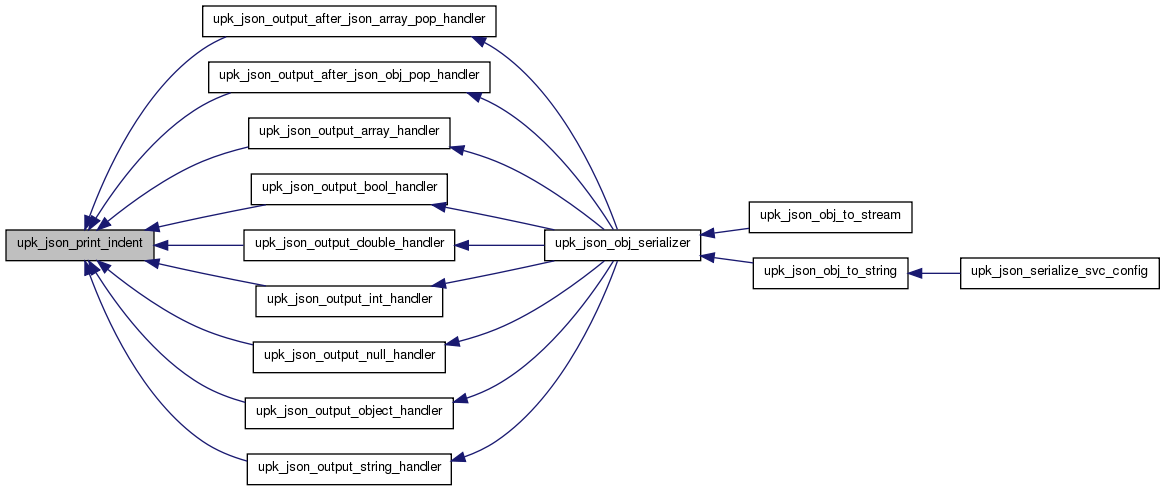 upk_json_output_after_json_array_pop_handler
upk_json_output_after_json_obj_pop_handler
upk_json_output_array_handler
upk_json_output_bool_handler
upk_json_obj_to_stream
upk_json_print_indent
upk_json_output_double_handler
upk_json_obj_serializer
upk_json_obj_to_string
upk_json_serialize_svc_config
upk_json_output_int_handler
upk_json_output_null_handler
upk_json_output_object_handler
upk_json_output_string_handler